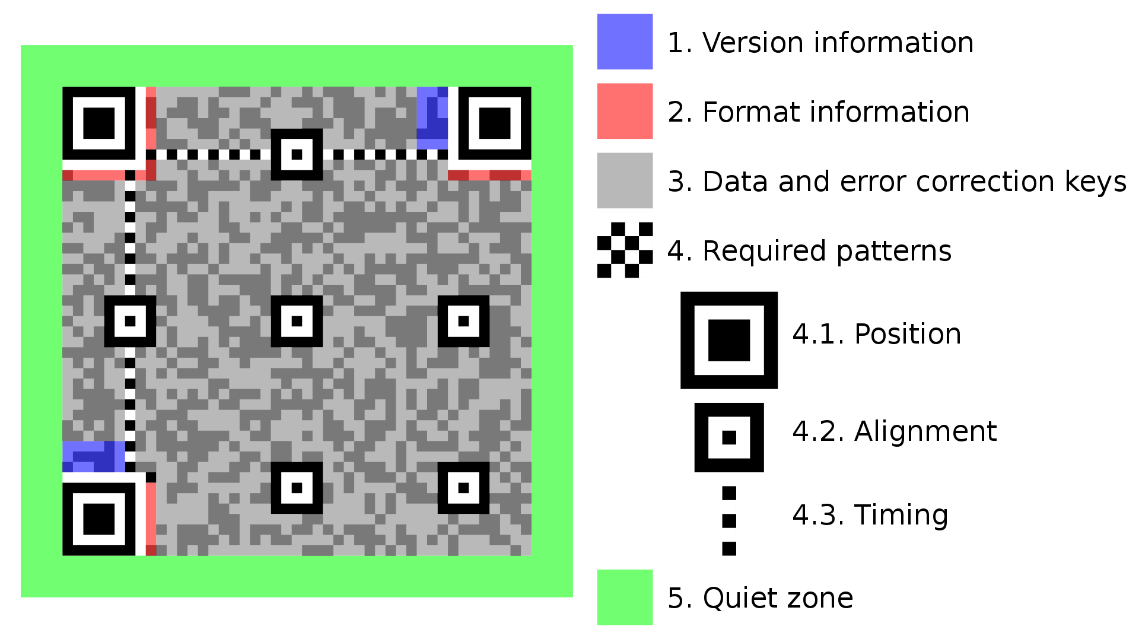 1. Version information
2. Format information
3. Data and error correction keys
4. Required patterns
4.1. Position
4.2. Alignment
4.3. Timing
5. Quiet zone